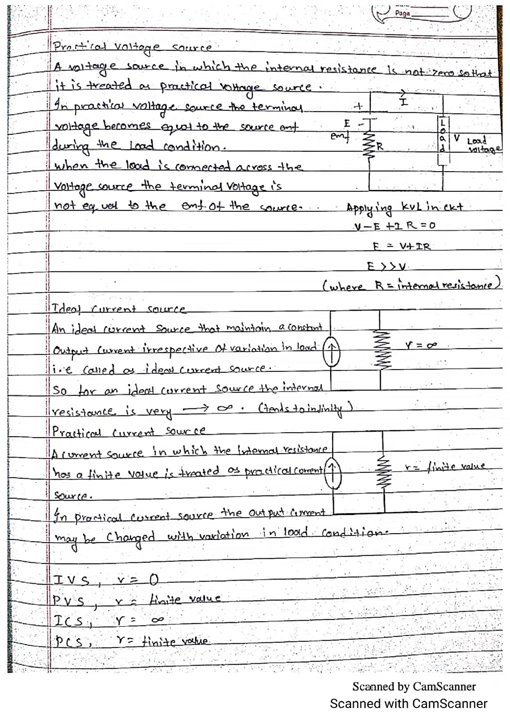 Page
Practical voltage source
A voltage source in which the internal resistance is not zero so that
it is treated as practical voltage source.
In practical voltage source the terminal
voltage becomes equal to the source emf
during the Load condition.
when the load is connected across the
voltage source the terminal voltage is
not equal to the emf of the source.
+
I
E
emf
-
R
Load
V Load
voltage
Applying KVL in ckt
V-E+IR=0
E = V+IR
E >> V
(where R = internal resistance)
Ideal Current source
An ideal current source that maintain a constant
Output current irrespective of variation in load
i.e called as ideal current source.
So for an ideal current source the internal
resistance is very → ∞. (tends to infinity)
r = ∞
Practical Current source
A current source in which the internal resistance
has a finite value is treated as practical current
source.
r = finite value
In practical current source the output current
may be Changed with variation in load condition.
IVS, r = 0
PVS, r = finite value
ICS, r = ∞
PCS, r = finite value
Scanned by CamScanner
Scanned with CamScanner